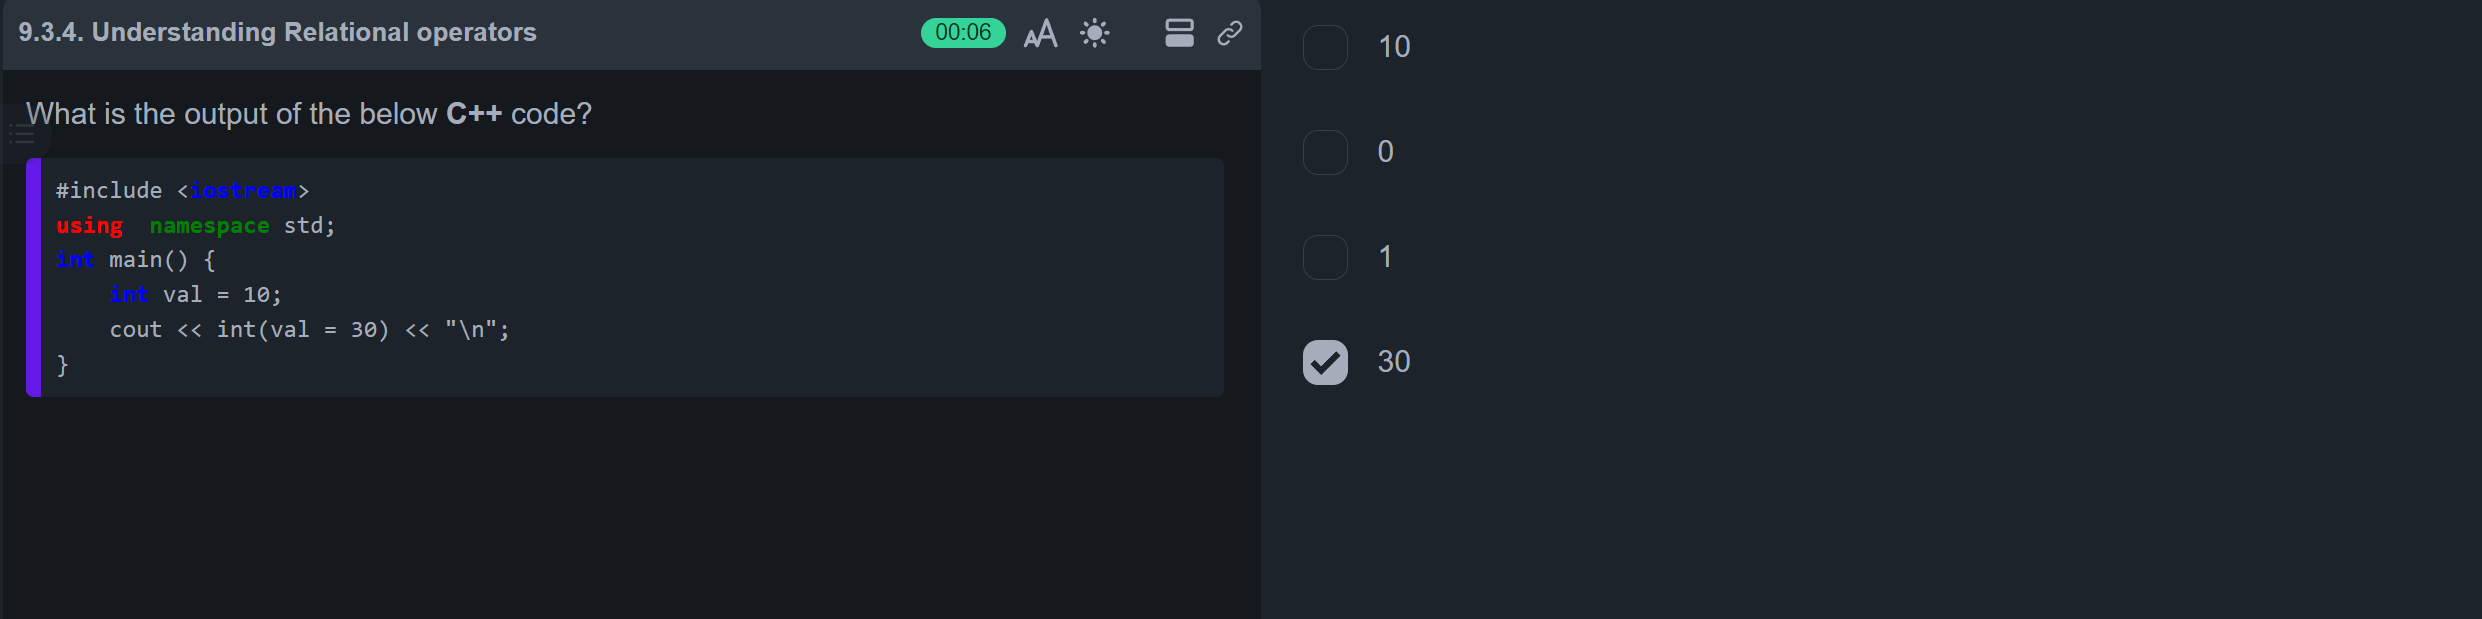 9.3.4. Understanding Relational operators
00:06
What is the output of the below C++ code?
#include <iostream>
using  namespace std;
int main() {
    int val = 10;
    cout << int(val = 30) << "\n";
}
10
0
1
30